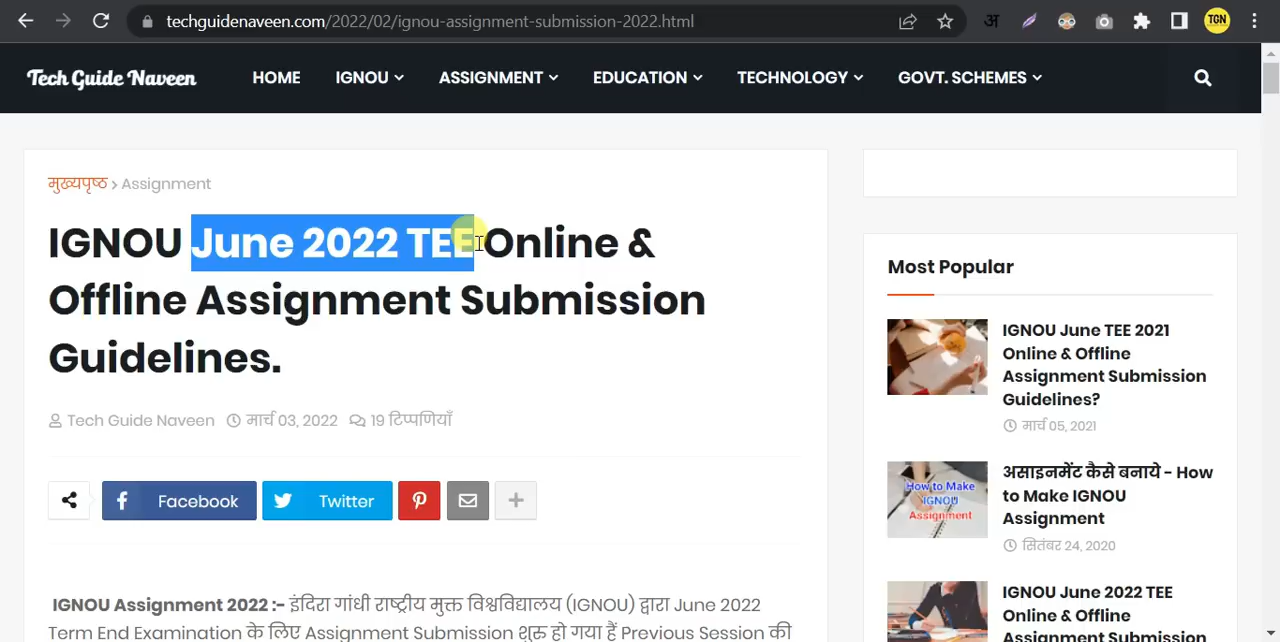 techguidenaveen.com/2022/02/ignou-assignment-submission-2022.html
अ
TGN
Tech Guide Naveen
HOME
IGNOU
ASSIGNMENT
EDUCATION
TECHNOLOGY
GOVT. SCHEMES
मुख्यपृष्ठ > Assignment
IGNOU June 2022 TEE Online &
Offline Assignment Submission
Guidelines.
Tech Guide Naveen मार्च 03, 2022 19 टिप्पणियाँ
Facebook
Twitter
IGNOU Assignment 2022 :- इंदिरा गांधी राष्ट्रीय मुक्त विश्वविद्यालय (IGNOU) द्वारा June 2022
Term End Examination के लिए Assignment Submission शुरू हो गया हैं Previous Session की
Most Popular
IGNOU June TEE 2021
Online & Offline
Assignment Submission
Guidelines?
मार्च 05, 2021
How to Make
IGNOU
Assignment
असाइनमेंट कैसे बनाये - How
to Make IGNOU
Assignment
सितंबर 24, 2020
IGNOU June 2022 TEE
Online & Offline
Assignment Submission